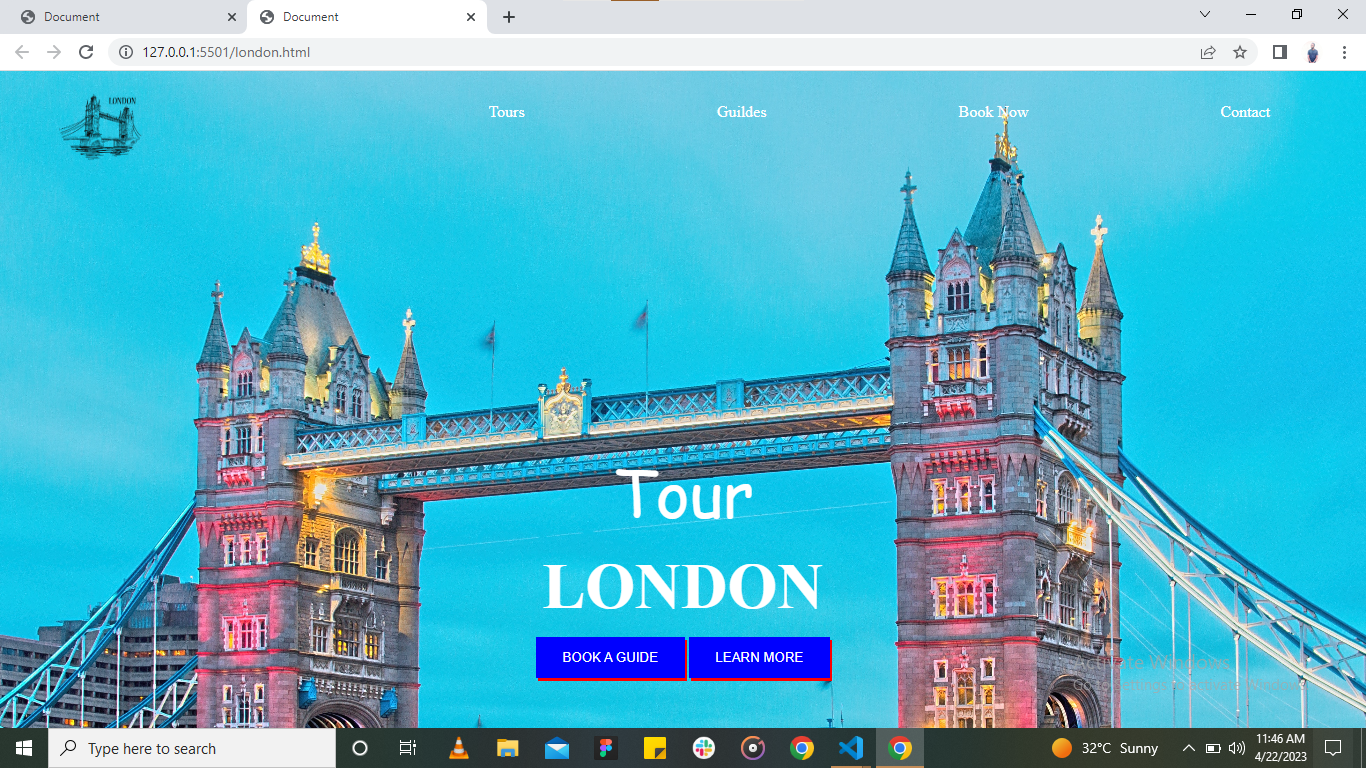 Document
Document
127.0.0.1:5501/london.html
LONDON
Tours
Guildes
Book Now
Contact
Tour
LONDON
BOOK A GUIDE
LEARN MORE
Activate Windows
Go to Settings to activate Windows.
Type here to search
32°C Sunny
11:46 AM
4/22/2023